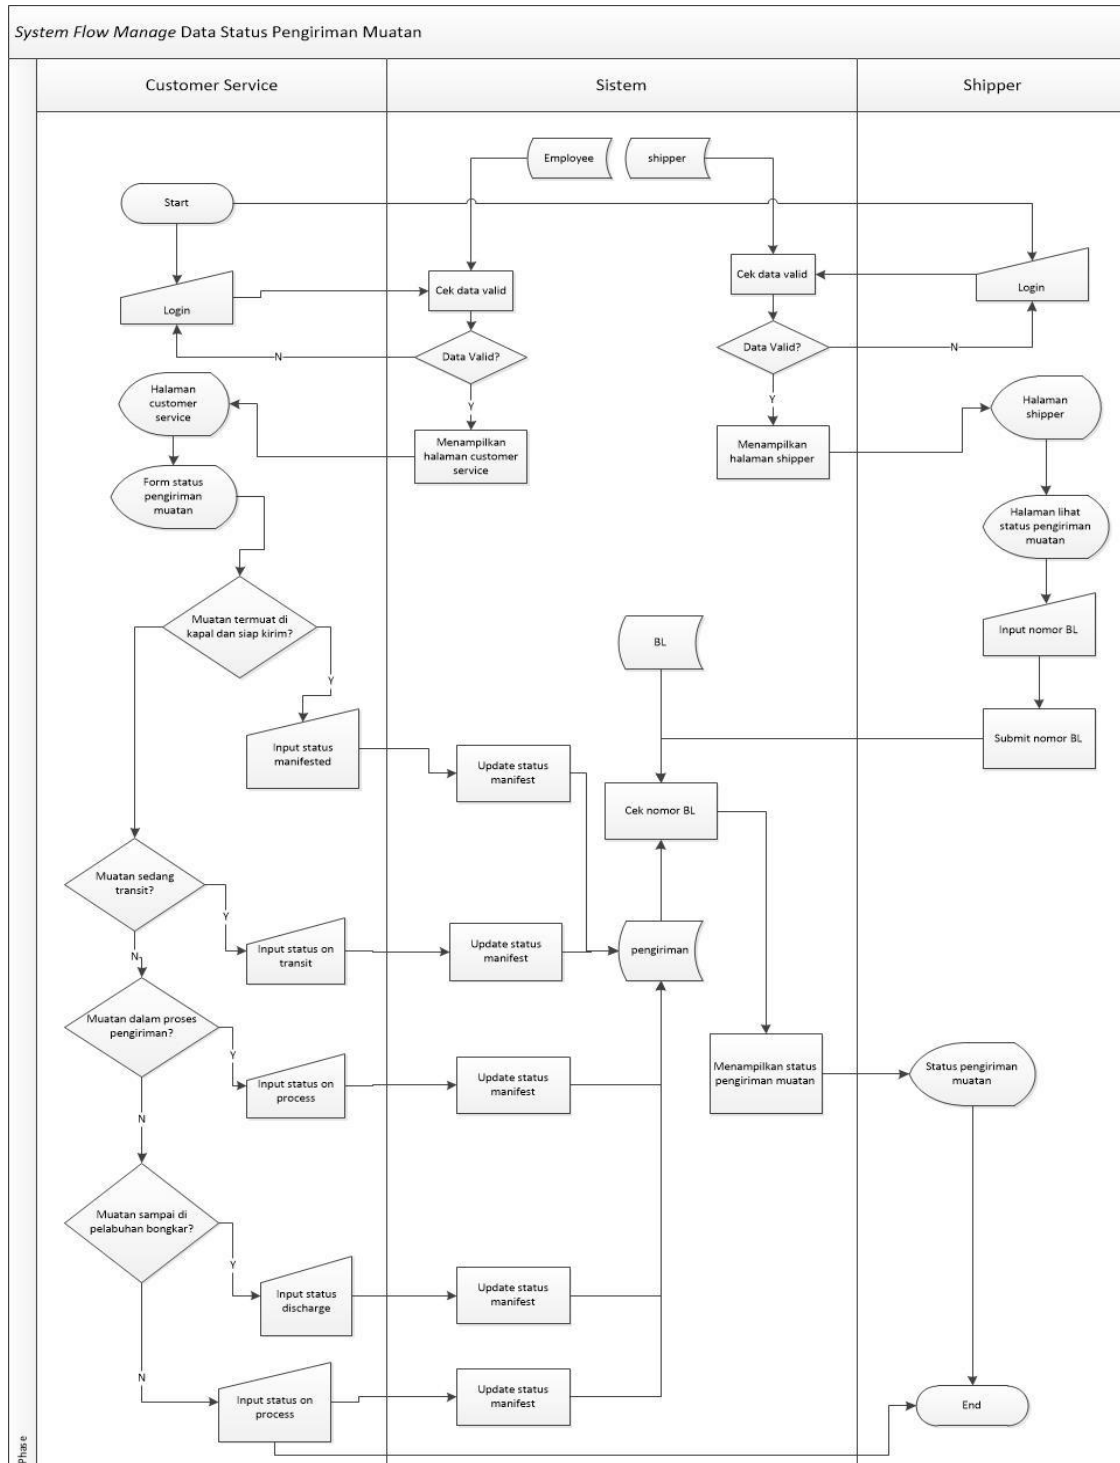 System Flow Manage Data Status Pengiriman Muatan
Customer Service
Sistem
Shipper
Employee
shipper
Start
Cek data valid
Cek data valid
Login
Login
Data Valid?
N
Y
Data Valid?
N
Y
Halaman
customer
service
Menampilkan
halaman customer
service
Menampilkan
halaman shipper
Halaman
shipper
Form status
pengiriman
muatan
Halaman lihat
status pengiriman
muatan
Muatan termuat di
kapal dan siap kirim?
Y
BL
Input nomor BL
Input status
manifested
Update status
manifest
Submit nomor BL
Cek nomor BL
Muatan sedang
transit?
Y
N
Input status on
transit
Update status
manifest
pengiriman
Muatan dalam proses
pengiriman?
Y
N
Input status on
process
Update status
manifest
Menampilkan status
pengiriman muatan
Status pengiriman
muatan
Muatan sampai di
pelabuhan bongkar?
Y
N
Input status
discharge
Update status
manifest
Input status on
process
Update status
manifest
End
Phase